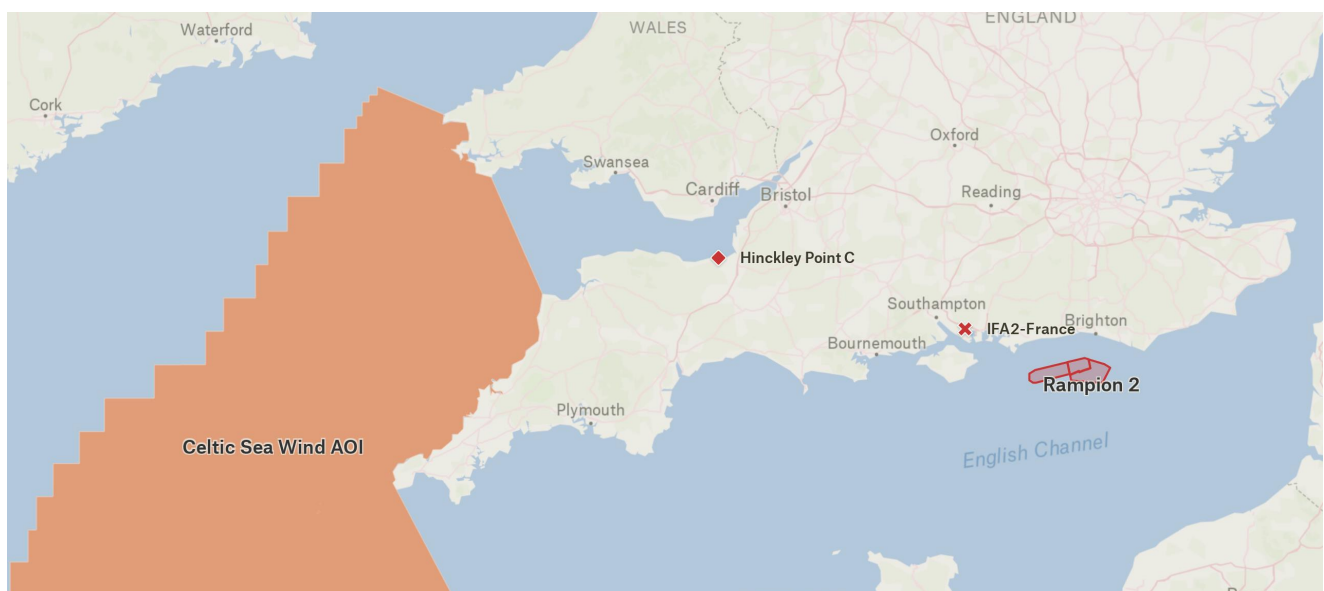 WALES
ENGLAND
Waterford
Cork
Oxford
Swansea
Cardiff
Bristol
Reading
Hinckley Point C
Southampton
IFA2-France
Brighton
Bournemouth
Rampion 2
Plymouth
Celtic Sea Wind AOI
English Channel